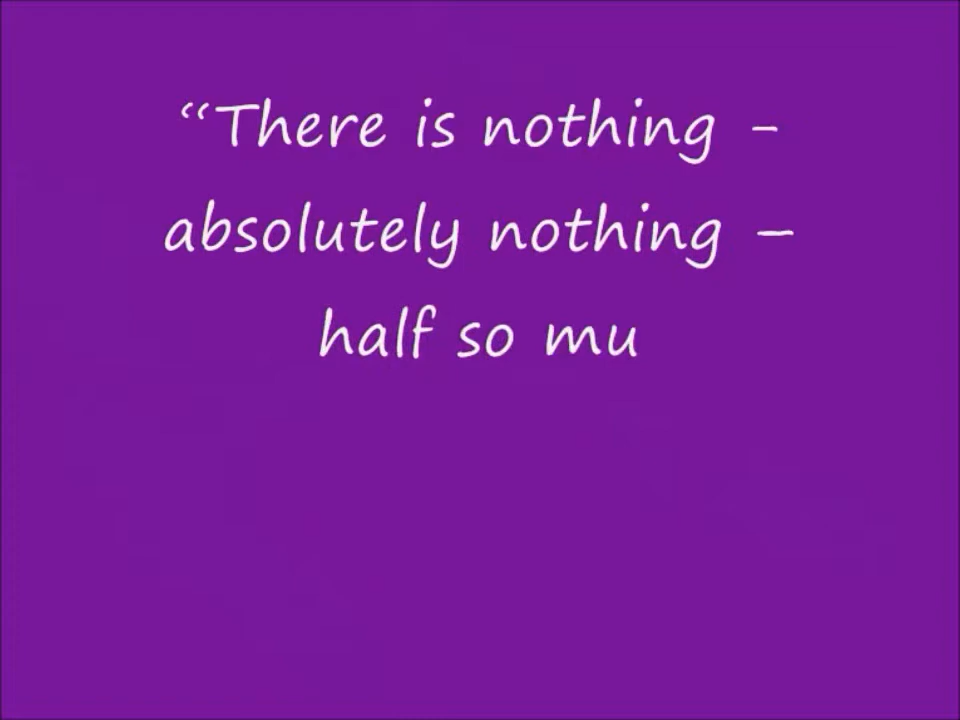 “There is nothing -
absolutely nothing –
half so mu